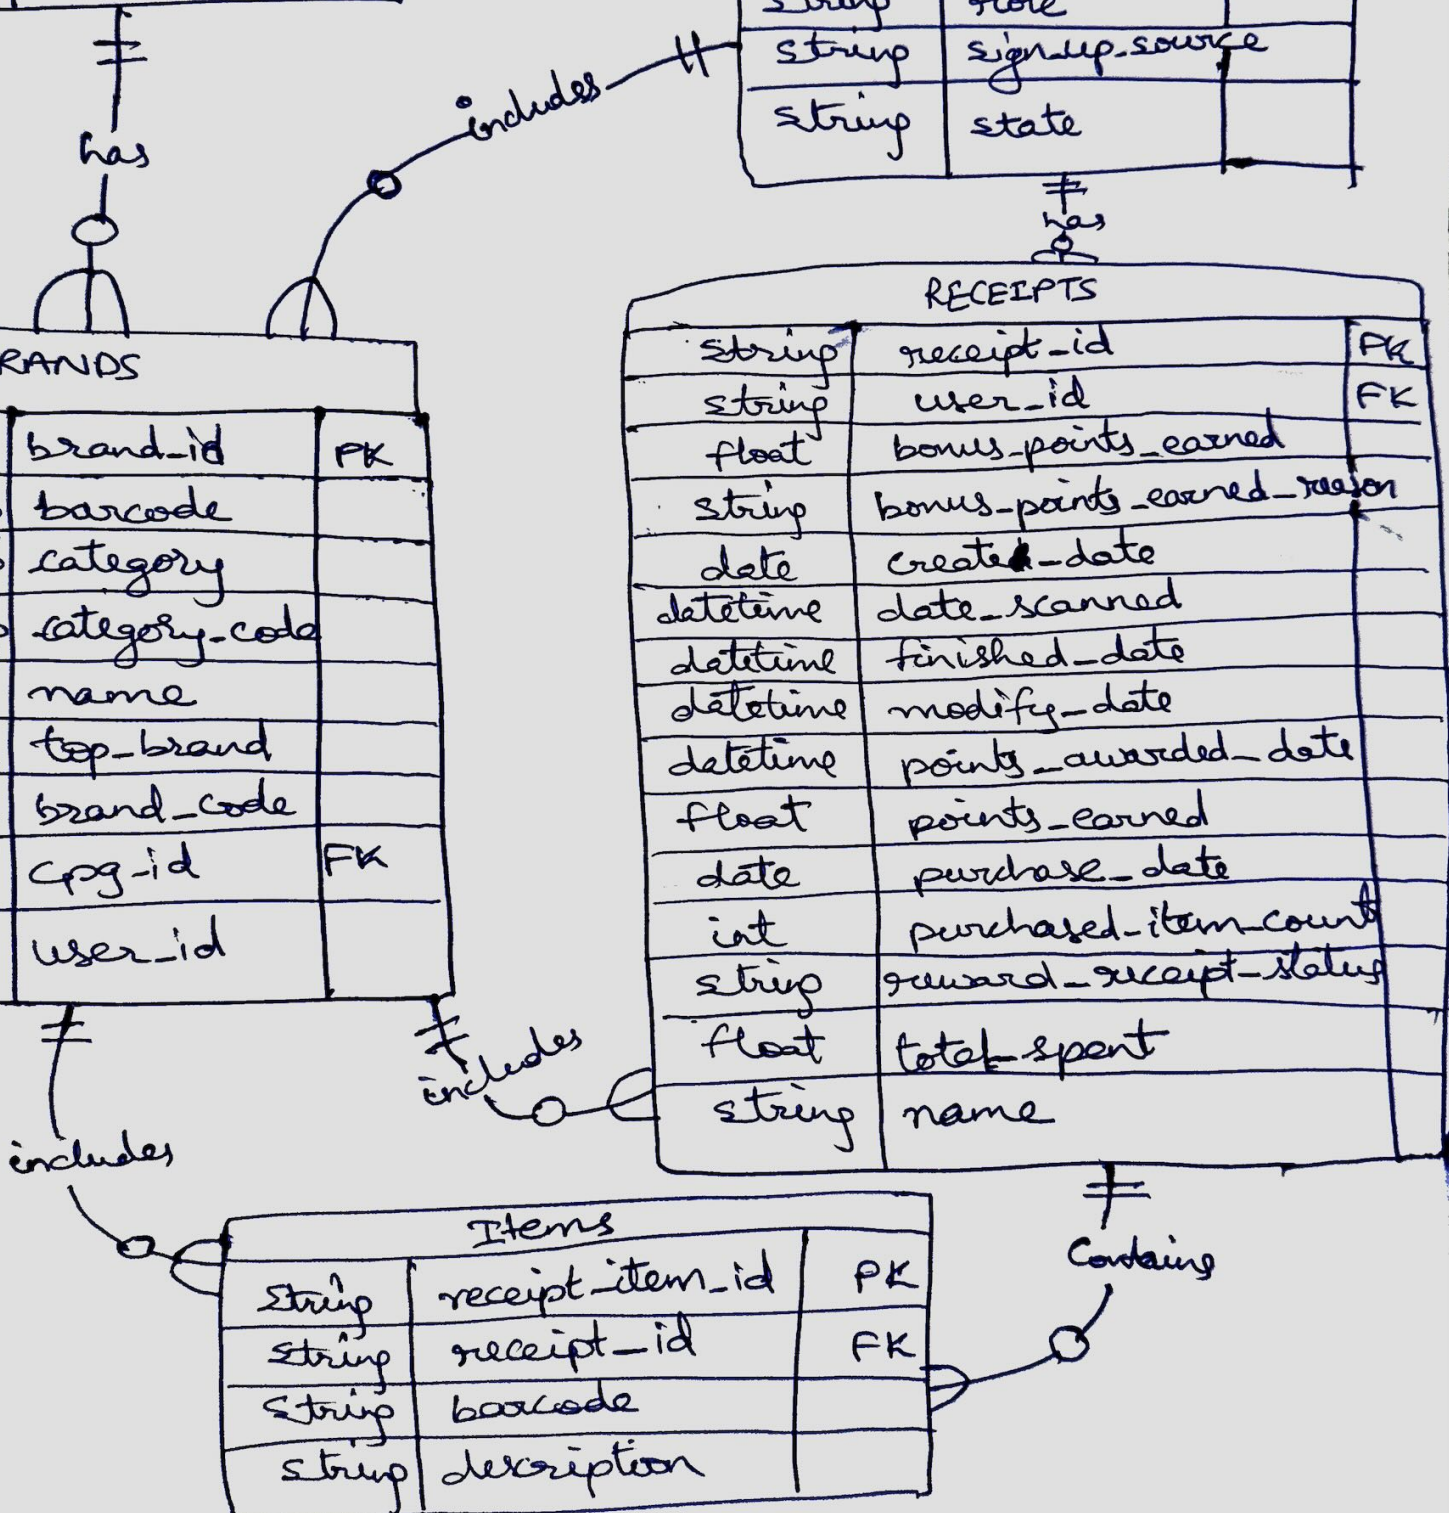 string role
string sign_up_source
string state
includes
has
has
RECEIPTS
string receipt_id PK
string user_id FK
float bonus_points_earned
string bonus_points_earned_reason
date created_date
datetime date_scanned
datetime finished_date
datetime modify_date
datetime points_awarded_date
float points_earned
date purchase_date
int purchased_item_count
string reward_receipt_status
float total_spent
string name
RANDS
brand_id PK
barcode
category
category_code
name
top_brand
brand_code
cpg_id FK
user_id
includes
includes
Contains
Items
String receipt_item_id PK
string receipt_id FK
String barcode
string description